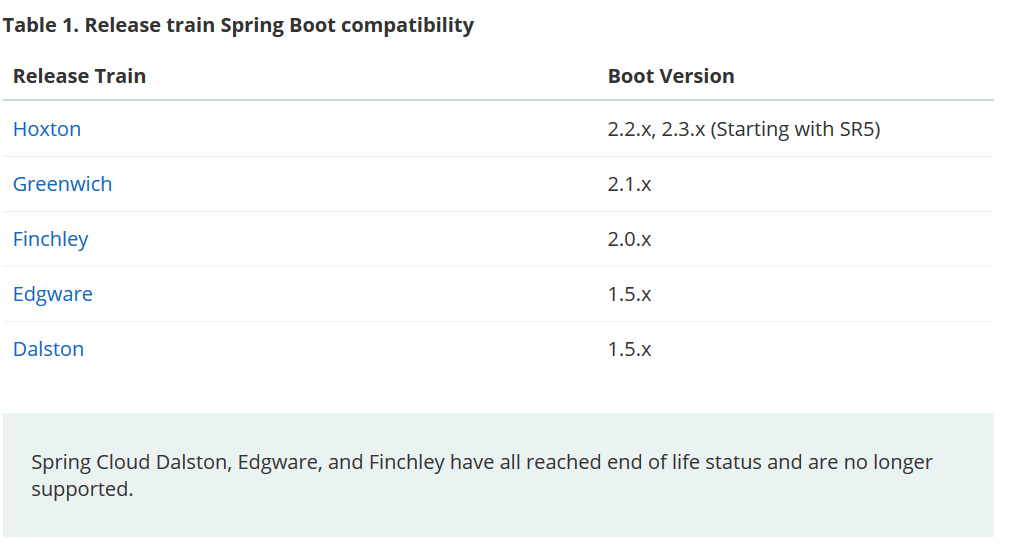 Table 1. Release train Spring Boot compatibility
Release Train Boot Version
Hoxton 2.2.x, 2.3.x (Starting with SR5)
Greenwich 2.1.x
Finchley 2.0.x
Edgware 1.5.x
Dalston 1.5.x
Spring Cloud Dalston, Edgware, and Finchley have all reached end of life status and are no longer
supported.